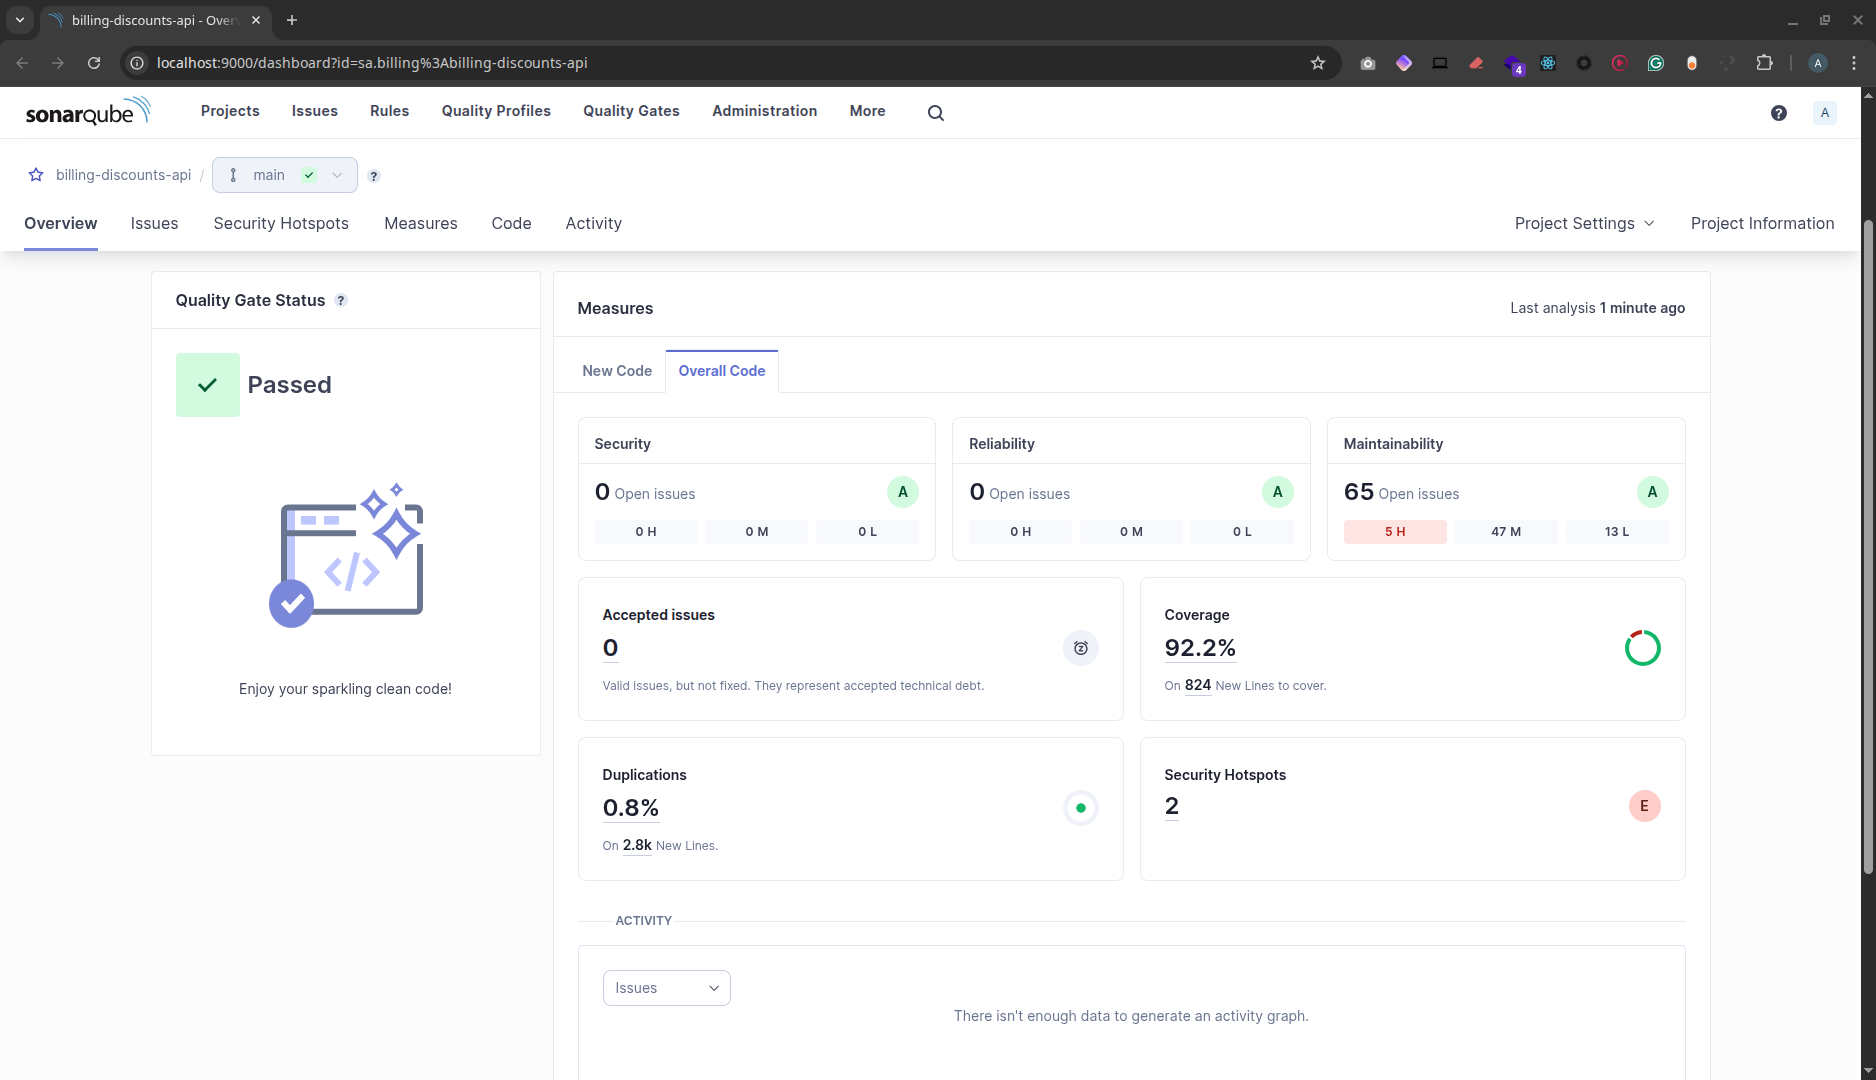 billing-discounts-api - Over
localhost:9000/dashboard?id=sa.billing%3Abilling-discounts-api
4
A
sonarqube
Projects
Issues
Rules
Quality Profiles
Quality Gates
Administration
More
?
A
billing-discounts-api / main
?
Overview
Issues
Security Hotspots
Measures
Code
Activity
Project Settings
Project Information
Quality Gate Status ?
Passed
Enjoy your sparkling clean code!
Measures
Last analysis 1 minute ago
New Code
Overall Code
Security
0 Open issues
A
0 H
0 M
0 L
Reliability
0 Open issues
A
0 H
0 M
0 L
Maintainability
65 Open issues
A
5 H
47 M
13 L
Accepted issues
0
Valid issues, but not fixed. They represent accepted technical debt.
Coverage
92.2%
On 824 New Lines to cover.
Duplications
0.8%
On 2.8k New Lines.
Security Hotspots
2
E
ACTIVITY
Issues
There isn't enough data to generate an activity graph.